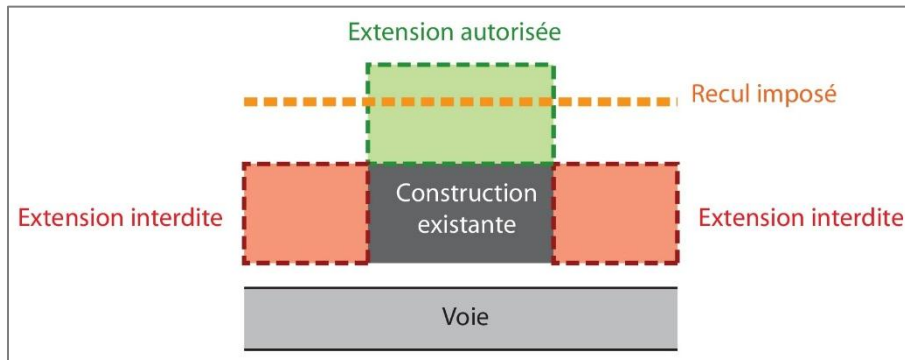 Extension autorisée
Recul imposé
Construction
existante
Extension interdite
Extension interdite
Voie